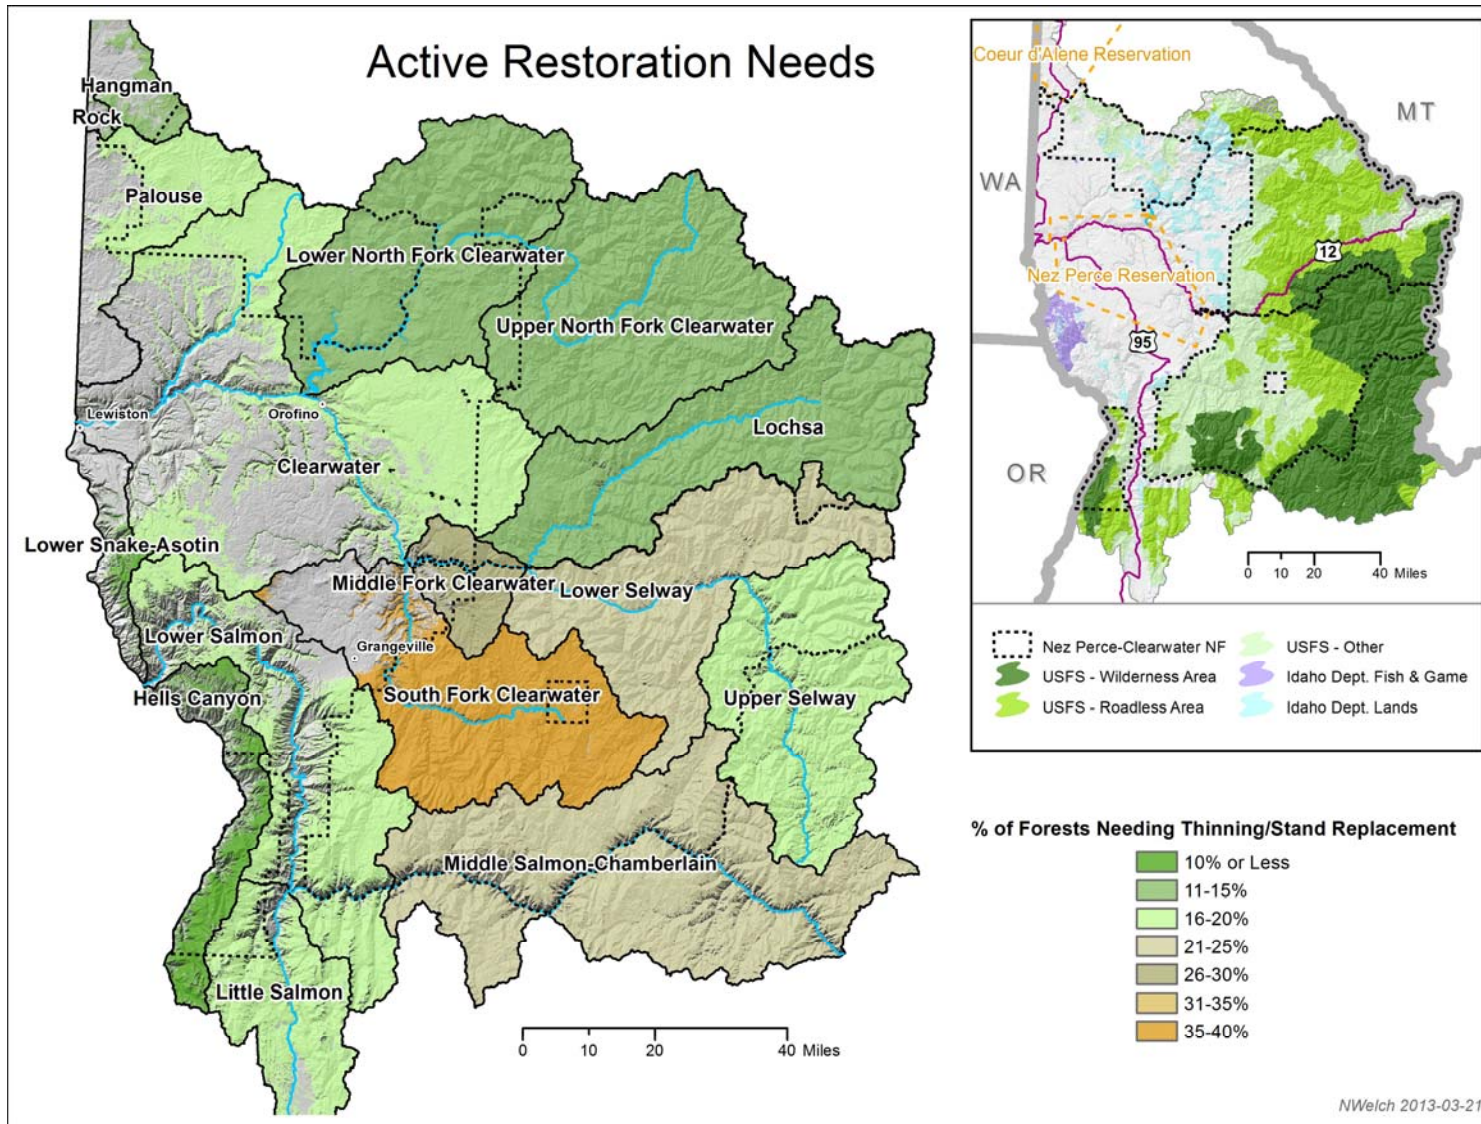 Active Restoration Needs
Hangman
Rock
Palouse
Lower North Fork Clearwater
Upper North Fork Clearwater
Lewiston
Orofino
Lochsa
Clearwater
Lower Snake-Asotin
Middle Fork Clearwater
Lower Selway
Lower Salmon
Grangeville
Hells Canyon
South Fork Clearwater
Upper Selway
Middle Salmon-Chamberlain
Little Salmon
0 10 20 40 Miles
Coeur d'Alene Reservation
MT
WA
12
Nez Perce Reservation
95
OR
0 10 20 40 Miles
Nez Perce-Clearwater NF
USFS - Wilderness Area
USFS - Roadless Area
USFS - Other
Idaho Dept. Fish & Game
Idaho Dept. Lands
% of Forests Needing Thinning/Stand Replacement
10% or Less
11-15%
16-20%
21-25%
26-30%
31-35%
35-40%
NWelch 2013-03-21